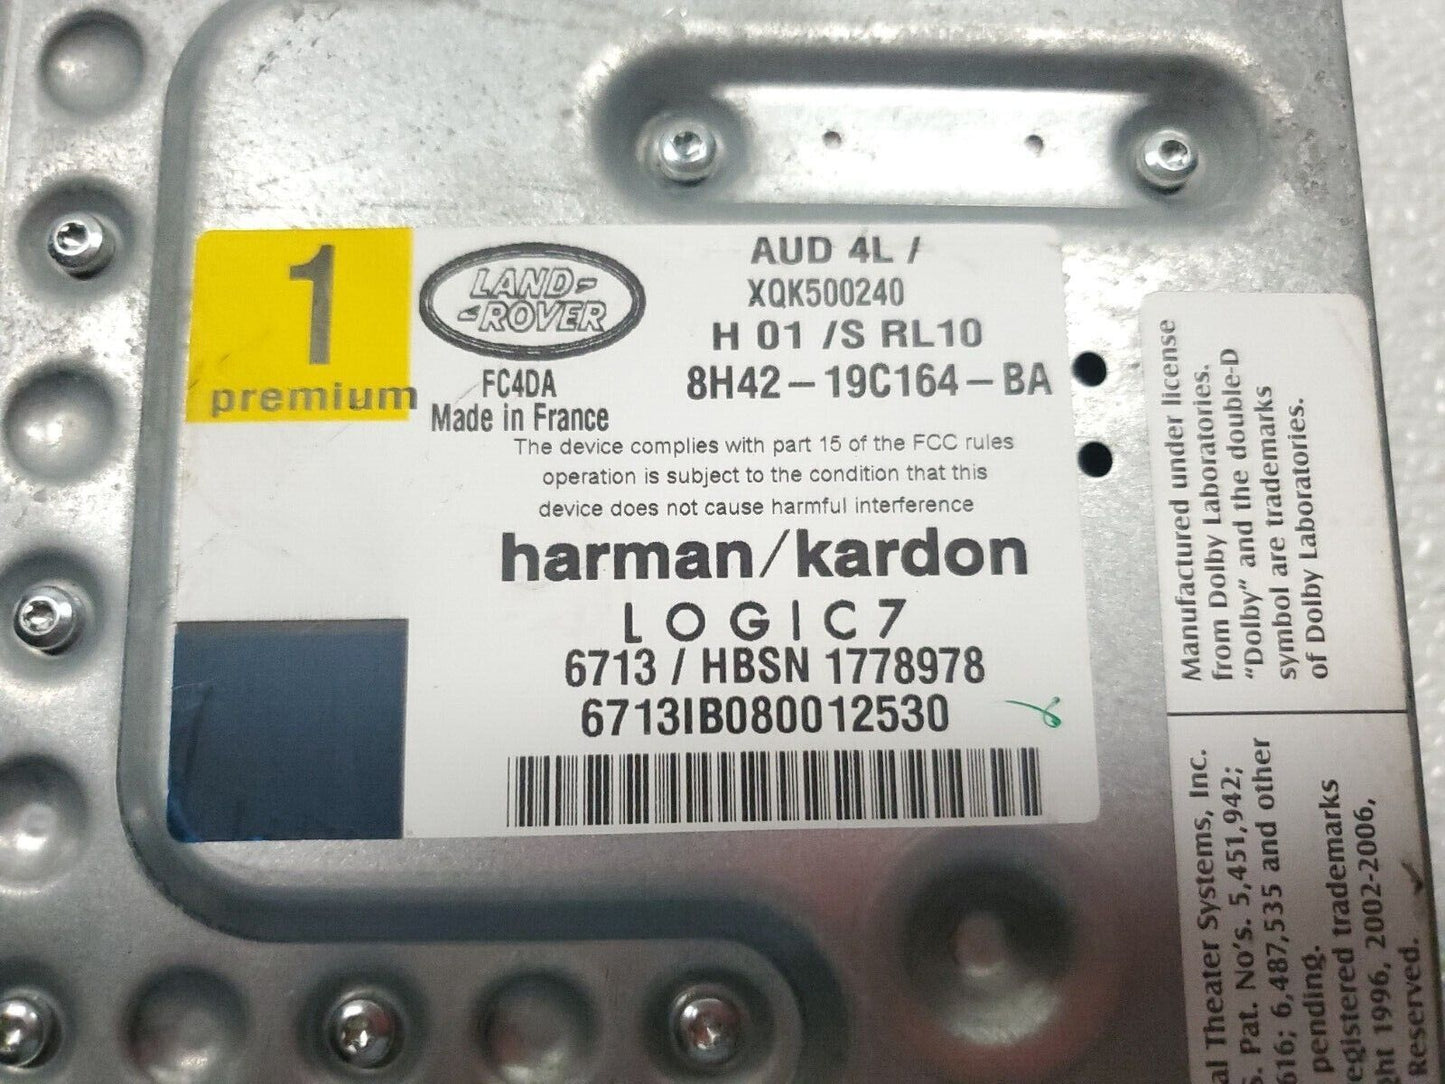 1
premium
LAND-
-ROVER
FC4DA
Made in France
AUD 4L /
XQK500240
H 01 /S RL10
8H42-19C164-BA
The device complies with part 15 of the FCC rules
operation is subject to the condition that this
device does not cause harmful interference
harman/kardon
LOGIC7
6713 / HBSN 1778978
6713IB080012530
Manufactured under license
from Dolby Laboratories.
"Dolby" and the double-D
symbol are trademarks
of Dolby Laboratories.
al Theater Systems, Inc.
. Pat. No's. 5,451,942;
616; 6,487,535 and other
pending.
egistered trademarks
ht 1996, 2002-2006,
Reserved.